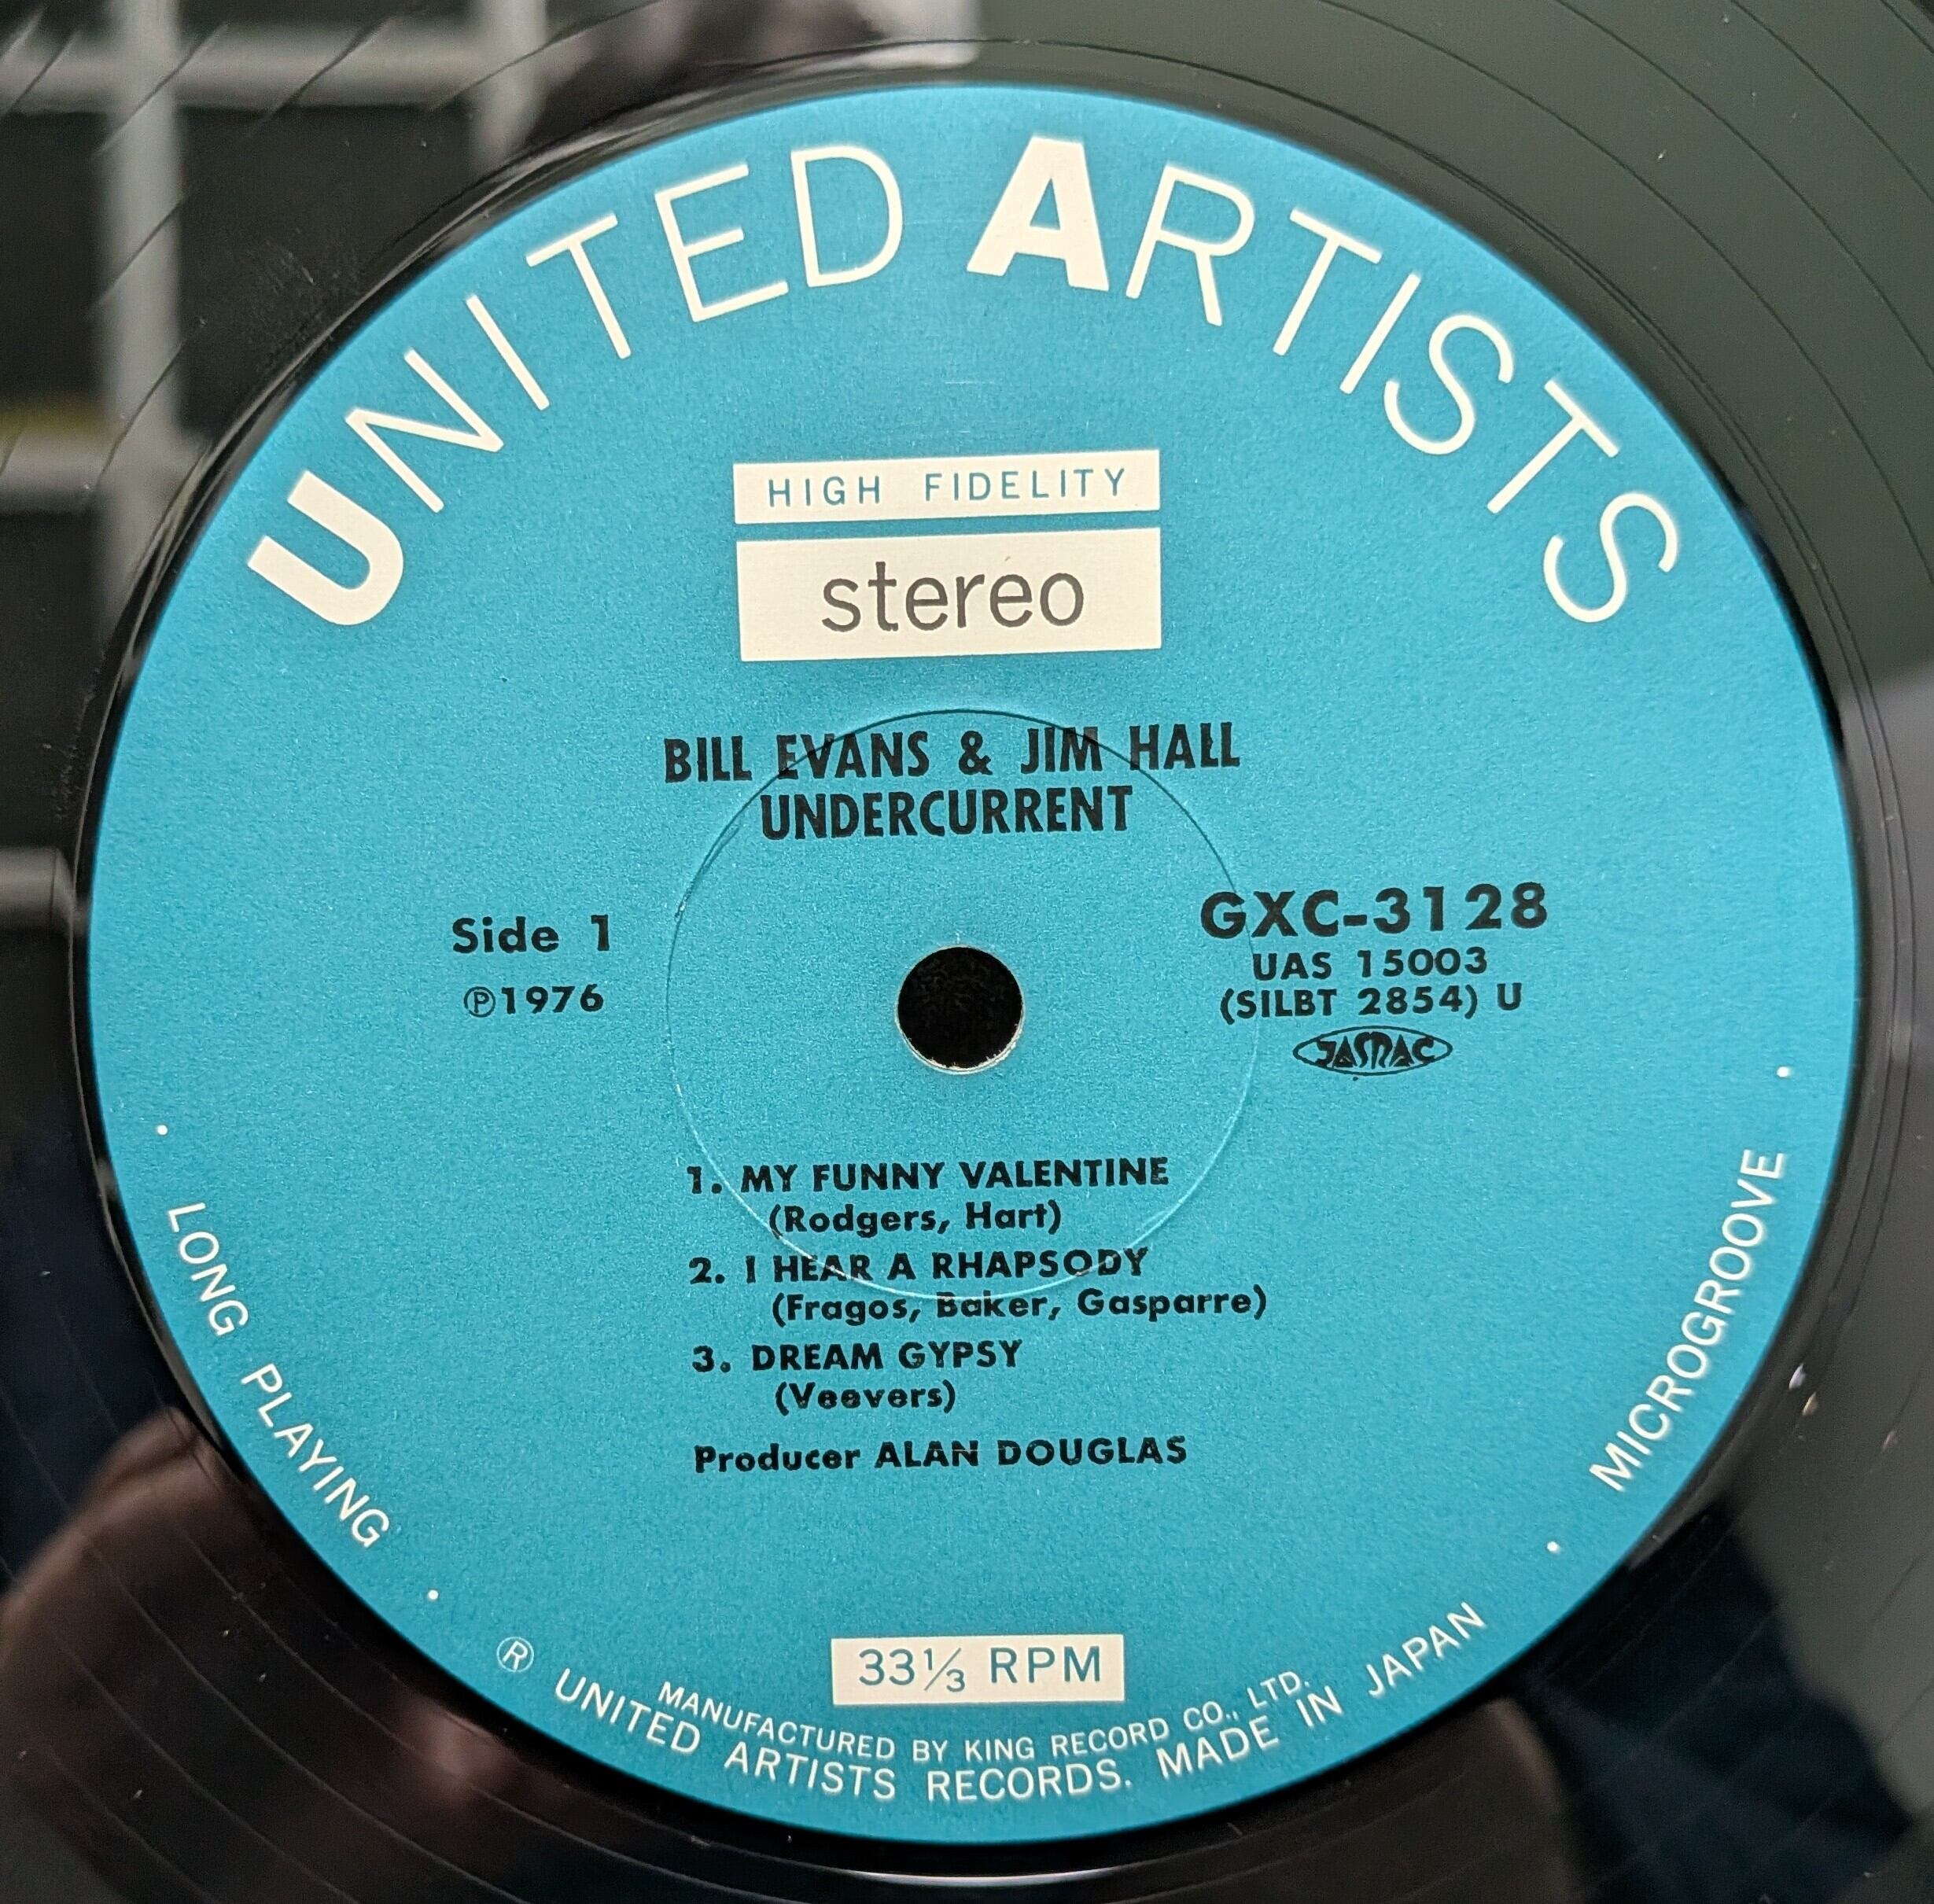 UNITED ARTISTS
HIGH FIDELITY
stereo
BILL EVANS & JIM HALL
UNDERCURRENT
Side 1
Ⓟ1976
GXC-3128
UAS 15003
(SILBT 2854) U
JASRAC
1. MY FUNNY VALENTINE
(Rodgers, Hart)
2. I HEAR A RHAPSODY
(Fragos, Baker, Gasparre)
3. DREAM GYPSY
(Veevers)
Producer ALAN DOUGLAS
· LONG PLAYING ·
· MICROGROOVE ·
33⅓ RPM
MANUFACTURED BY KING RECORD CO., LTD.
® UNITED ARTISTS RECORDS. MADE IN JAPAN